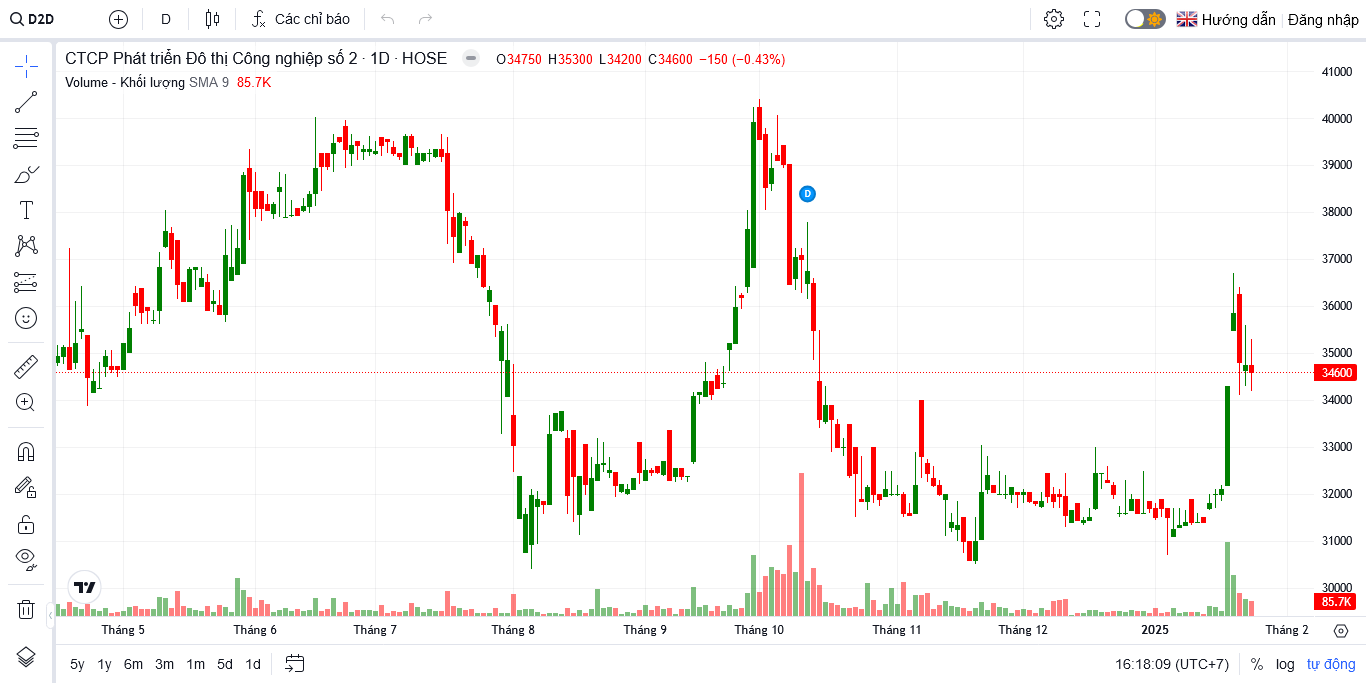 D2D D Các chỉ báo Hướng dẫn Đăng nhập
CTCP Phát triển Đô thị Công nghiệp số 2 · 1D · HOSE O34750 H35300 L34200 C34600 −150 (−0.43%)
Volume - Khối lượng SMA 9 85.7K
41000
40000
39000
D
38000
37000
36000
35000
34600
34000
33000
32000
31000
30000
85.7K
Tháng 5 Tháng 6 Tháng 7 Tháng 8 Tháng 9 Tháng 10 Tháng 11 Tháng 12 2025 Tháng 2
5y 1y 6m 3m 1m 5d 1d 16:18:09 (UTC+7) % log tự động